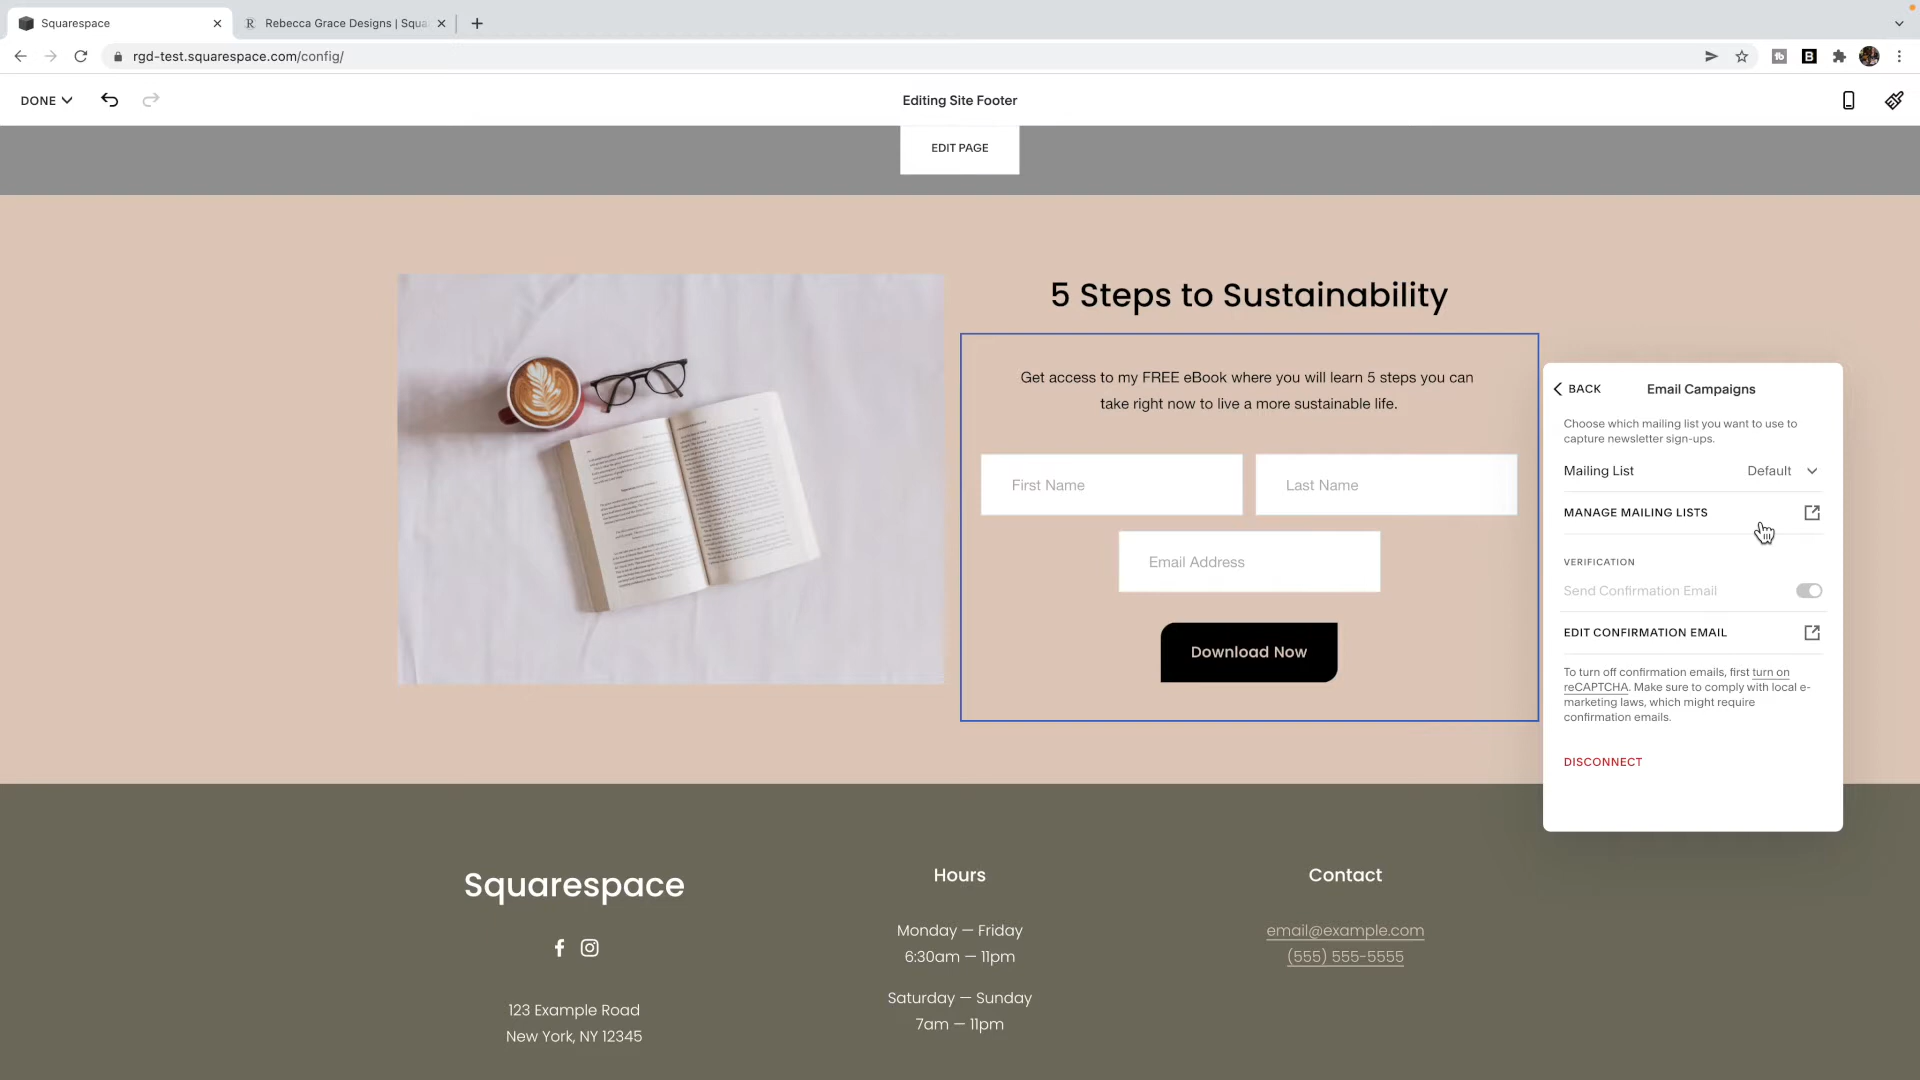 Squarespace
R Rebecca Grace Designs | Squa
rgd-test.squarespace.com/config/
DONE
Editing Site Footer
EDIT PAGE
5 Steps to Sustainability
Get access to my FREE eBook where you will learn 5 steps you can
take right now to live a more sustainable life.
First Name
Last Name
Email Address
Download Now
BACK
Email Campaigns
Choose which mailing list you want to use to
capture newsletter sign-ups.
Mailing List
Default
MANAGE MAILING LISTS
VERIFICATION
Send Confirmation Email
EDIT CONFIRMATION EMAIL
To turn off confirmation emails, first turn on
reCAPTCHA. Make sure to comply with local e-
marketing laws, which might require
confirmation emails.
DISCONNECT
Squarespace
123 Example Road
New York, NY 12345
Hours
Monday — Friday
6:30am — 11pm
Saturday — Sunday
7am — 11pm
Contact
email@example.com
(555) 555-5555